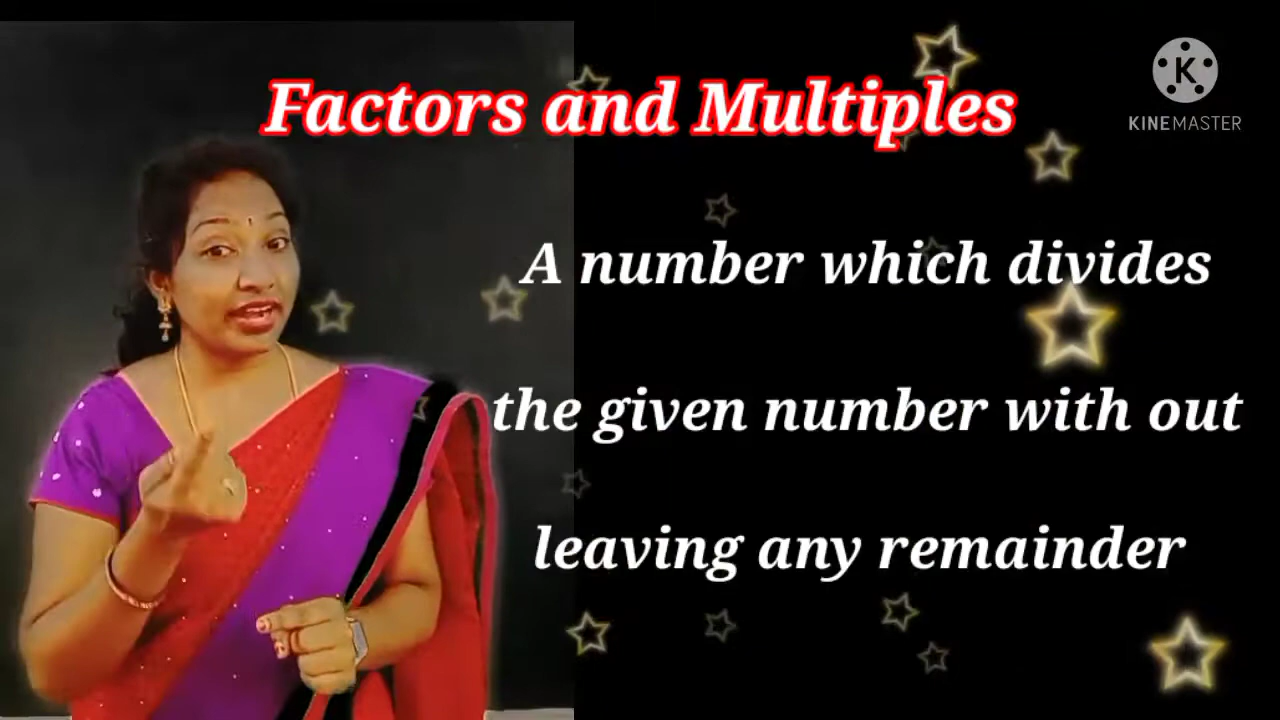 Factors and Multiples
K
KINEMASTER
A number which divides
the given number with out
leaving any remainder